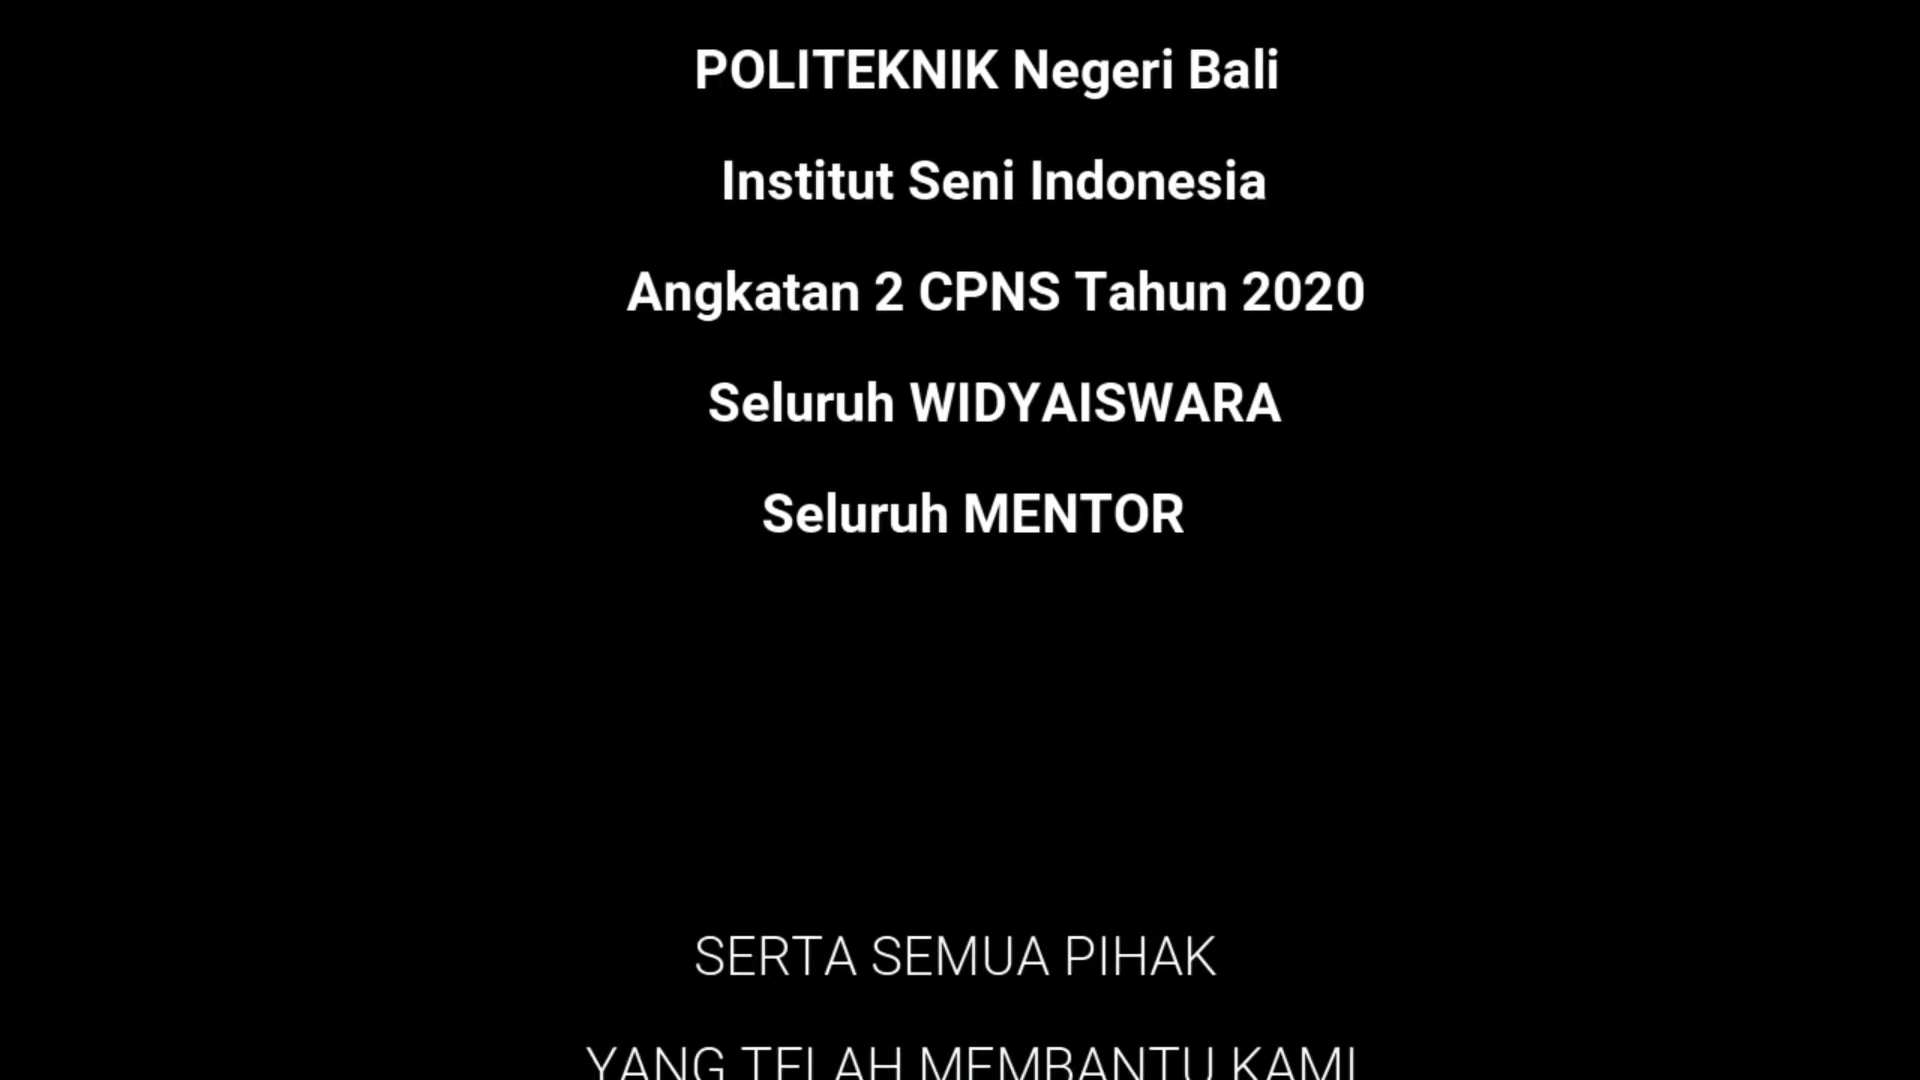 POLITEKNIK Negeri Bali
Institut Seni Indonesia
Angkatan 2 CPNS Tahun 2020
Seluruh WIDYAISWARA
Seluruh MENTOR
SERTA SEMUA PIHAK
YANG TELAH MEMBANTU KAMI